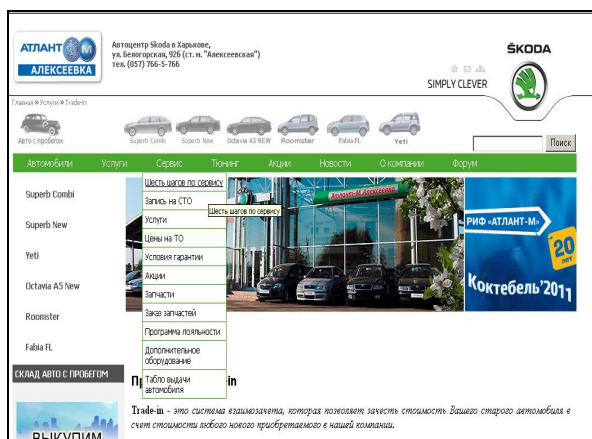 АТЛАНТ М
АЛЕКСЕЕВКА
Автоцентр Skoda в Харькове,
ул. Белогорская, 92б (ст. м. "Алексеевская")
тел. (057) 766-5-766
ŠKODA
SIMPLY CLEVER
Главная » Услуги » Trade-in
Авто с пробегом
Superb Combi
Superb New
Octavia A5 NEW
Roomster
Fabia FL
Yeti
Поиск
Автомобили Услуги Сервис Тюнинг Акции Новости О компании Форум
Superb Combi
Superb New
Yeti
Octavia A5 New
Roomster
Fabia FL
Шесть шагов по сервису
Запись на СТО
Шесть шагов по сервису
Услуги
Цены на ТО
Условия гарантии
Акции
Запчасти
Заказ запчастей
Программа лояльности
Дополнительное
оборудование
Табло выдачи
автомобиля
Атлант-М Алексеевка
РИФ «АТЛАНТ-М»
20
лет
Коктебель'2011
СКЛАД АВТО С ПРОБЕГОМ
ВЫКУПИМ
П
in
Trade-in - это система взаимозачета, которая позволяет зачесть стоимость Вашего старого автомобиля в
счет стоимости любого нового приобретаемого в нашей компании.